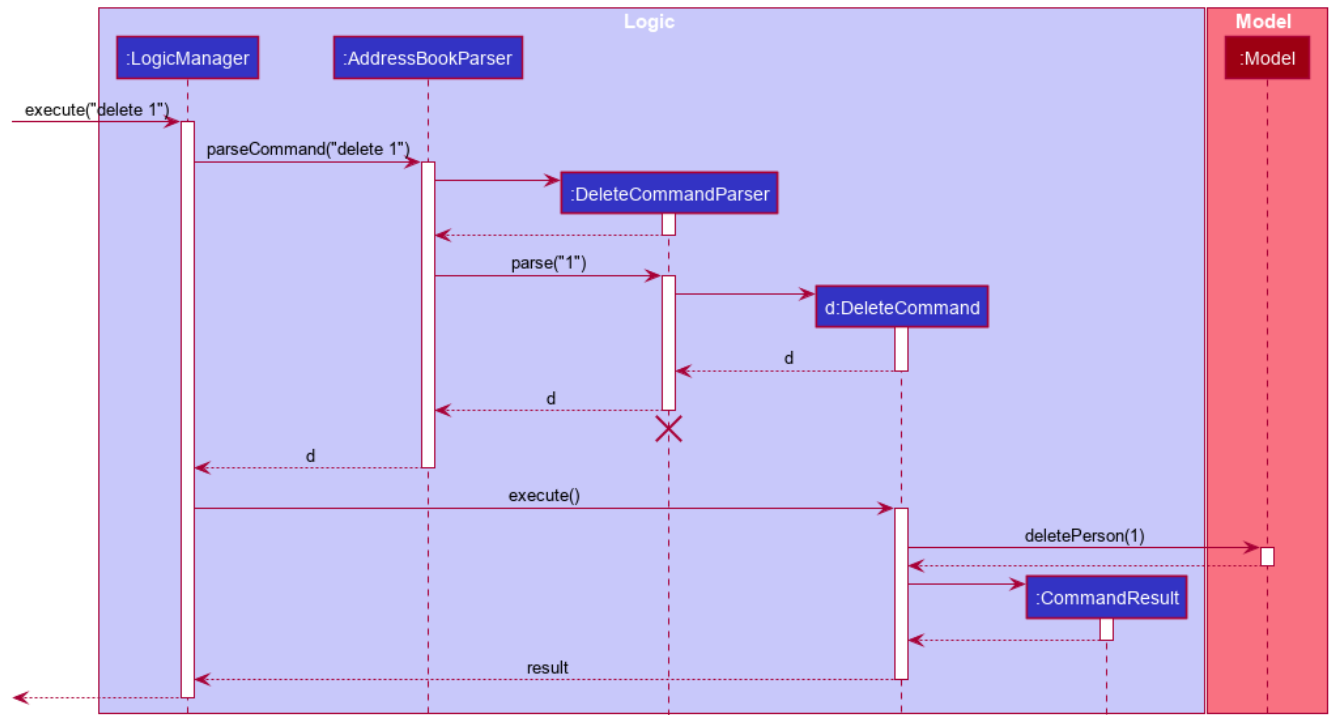 Logic
Model
:LogicManager
:AddressBookParser
:Model
execute("delete 1")
parseCommand("delete 1")
:DeleteCommandParser
parse("1")
d:DeleteCommand
d
d
d
execute()
deletePerson(1)
:CommandResult
result